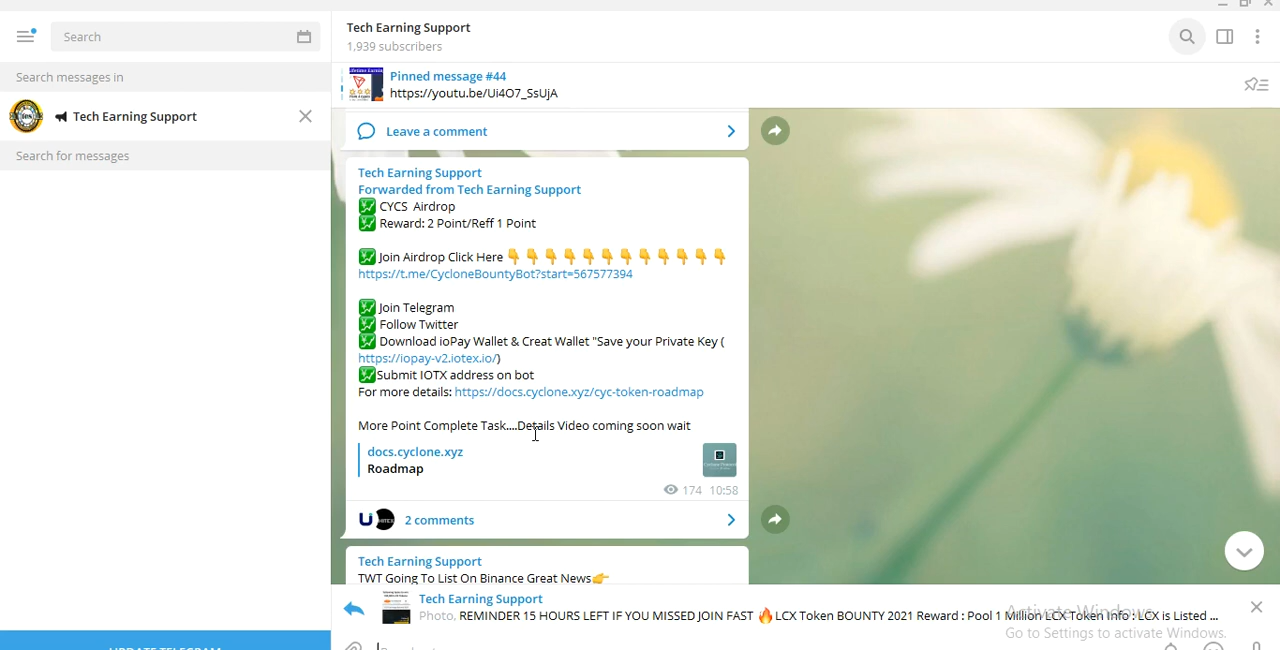 Search
Search messages in
Tech Earning Support
Search for messages
Tech Earning Support
1,939 subscribers
Pinned message #44
https://youtu.be/Ui4O7_SsUjA
Leave a comment
Tech Earning Support
Forwarded from Tech Earning Support
CYCS Airdrop
Reward: 2 Point/Reff 1 Point
Join Airdrop Click Here 👇👇👇👇👇👇👇👇👇👇👇👇
https://t.me/CycloneBountyBot?start=567577394
Join Telegram
Follow Twitter
Download ioPay Wallet & Creat Wallet "Save your Private Key (
https://iopay-v2.iotex.io/)
Submit IOTX address on bot
For more details: https://docs.cyclone.xyz/cyc-token-roadmap
More Point Complete Task....Details Video coming soon wait
docs.cyclone.xyz
Roadmap
174 10:58
2 comments
Tech Earning Support
TWT Going To List On Binance Great News👉
Tech Earning Support
Photo, REMINDER 15 HOURS LEFT IF YOU MISSED JOIN FAST 🔥LCX Token BOUNTY 2021 Reward : Pool 1 Million LCX Token Info : LCX is Listed ...
Activate Windows
Go to Settings to activate Windows.
UPDATE TELEGRAM